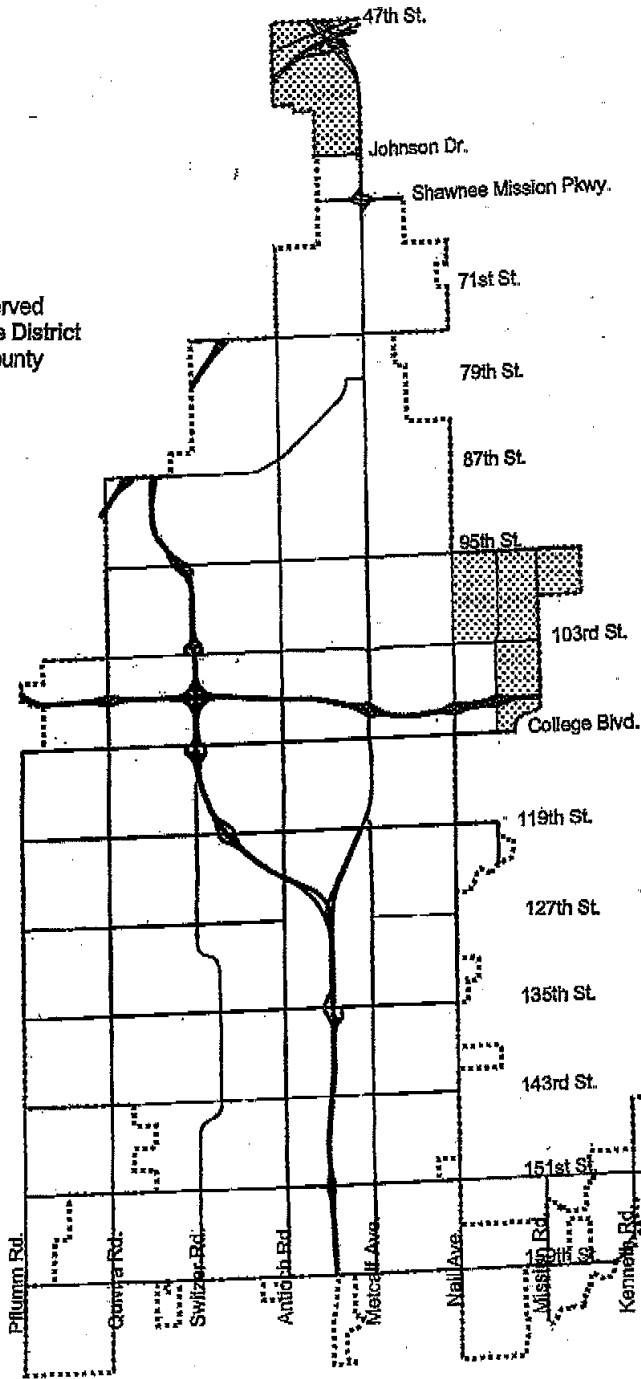 47th St.
Johnson Dr.
Shawnee Mission Pkwy.
71st St.
erved
e District
ounty
79th St.
87th St.
95th St.
103rd St.
College Blvd.
119th St.
127th St.
135th St.
143rd St.
151st St.
159th St.
Pflumm Rd.
Quivira Rd.
Switzer Rd.
Antioch Rd.
Metcalf Ave.
Nall Ave.
Mission Rd.
Kenneth Rd.